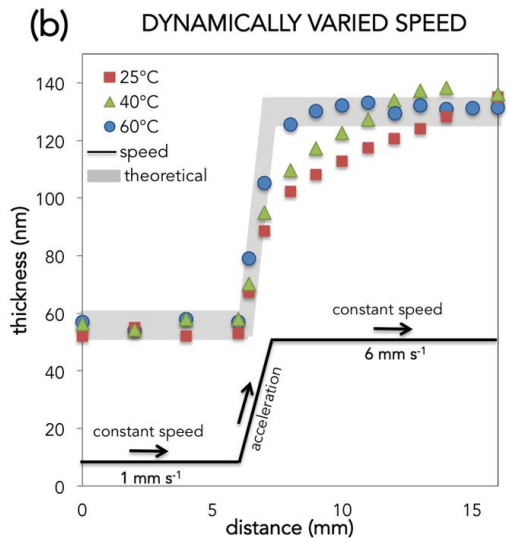 (b) DYNAMICALLY VARIED SPEED
140
120
100
80
60
40
20
0
thickness (nm)
25°C
40°C
60°C
speed
theoretical
constant speed
6 mm s-1
acceleration
constant speed
1 mm s-1
0 5 10 15
distance (mm)